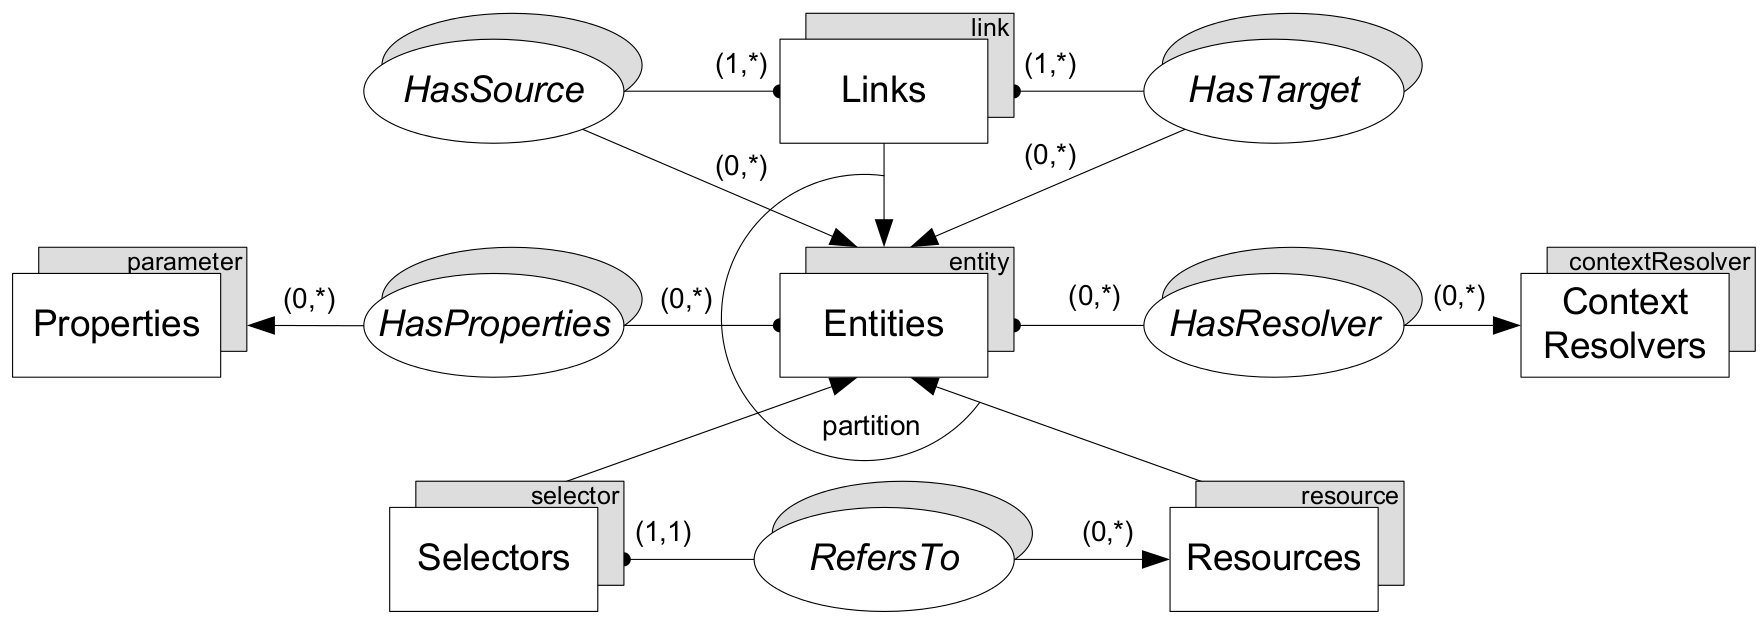 link
HasSource
(1,*)
Links
(1,*)
HasTarget
(0,*)
(0,*)
parameter
Properties
(0,*)
HasProperties
(0,*)
entity
Entities
(0,*)
HasResolver
(0,*)
contextResolver
Context
Resolvers
partition
selector
Selectors
(1,1)
RefersTo
(0,*)
resource
Resources